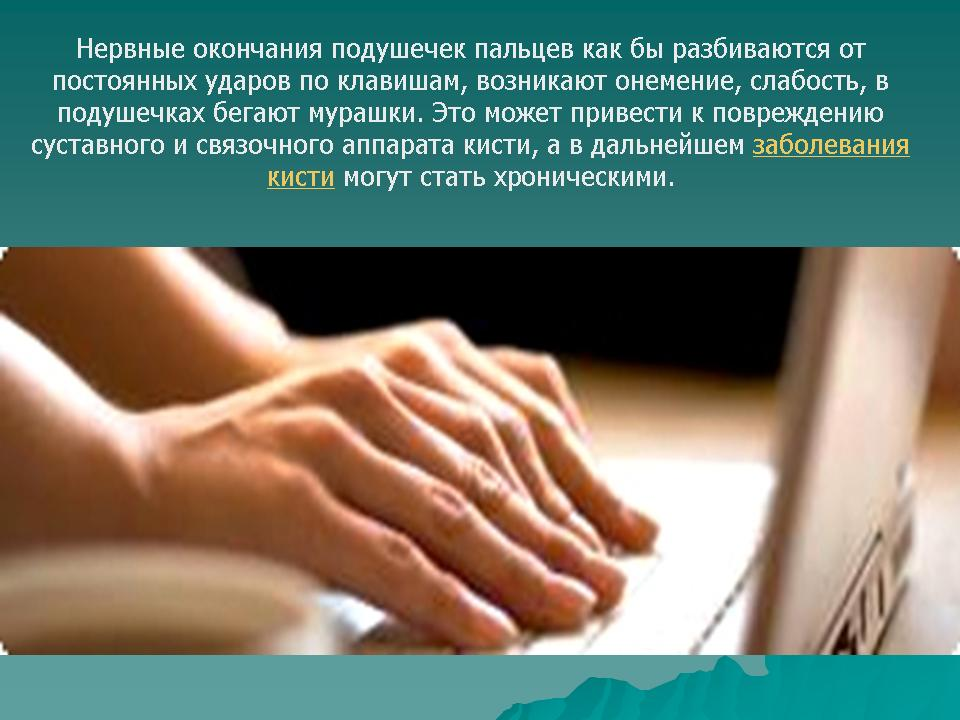 Нервные окончания подушечек пальцев как бы разбиваются от
постоянных ударов по клавишам, возникают онемение, слабость, в
подушечках бегают мурашки. Это может привести к повреждению
суставного и связочного аппарата кисти, а в дальнейшем заболевания
кисти могут стать хроническими.